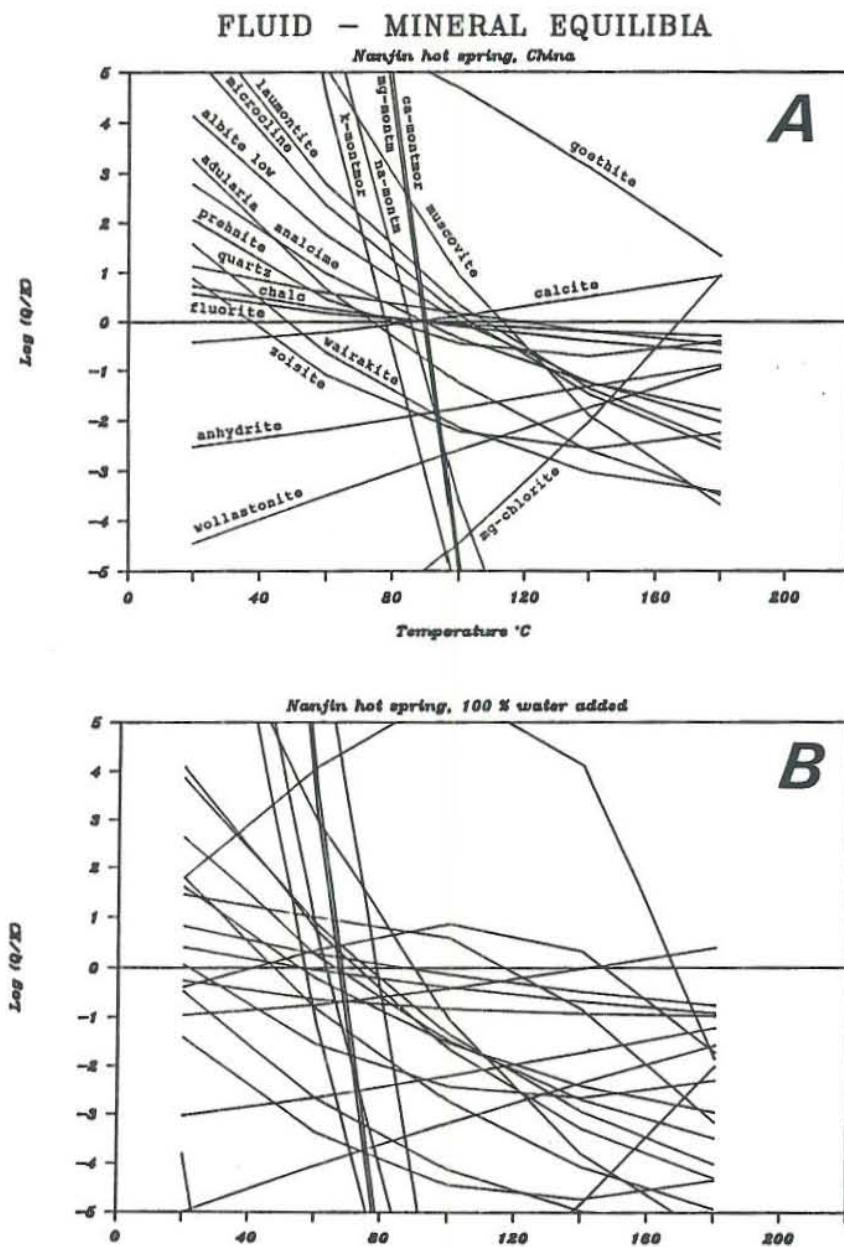 FLUID – MINERAL EQUILIBIA
Nanjin hot spring, China
A
5
4
3
2
1
0
-1
-2
-3
-4
-5
Log (Q/K)
laumontite
microcline
albite low
adularia
prehnite
analcime
quartz
chalc
fluorite
zoisite
wairakite
anhydrite
wollastonite
K-montmor
mg-montm
na-montm
ca-montmor
muscovite
goethite
calcite
mg-chlorite
0 40 80 120 160 200
Temperature °C
Nanjin hot spring, 100 % water added
B
5
4
3
2
1
0
-1
-2
-3
-4
-5
Log (Q/K)
0 40 80 120 160 200